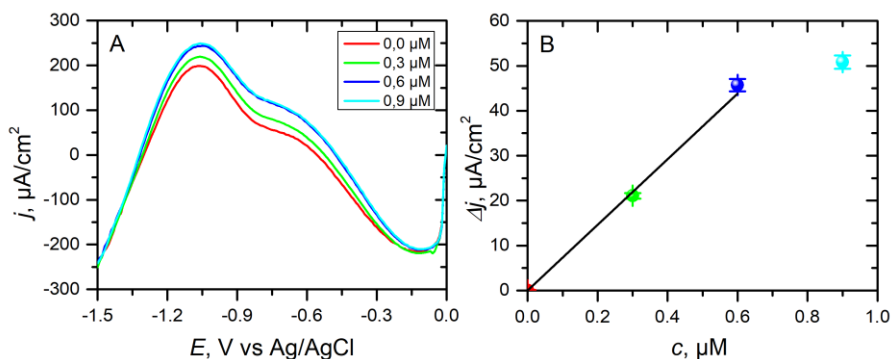 A
0,0 µM
0,3 µM
0,6 µM
0,9 µM
300
200
100
0
-100
-200
-300
j, µA/cm²
-1.5 -1.2 -0.9 -0.6 -0.3 0.0
E, V vs Ag/AgCl
B
60
50
40
30
20
10
0
Δj, µA/cm²
0.0 0.2 0.4 0.6 0.8 1.0
c, µM